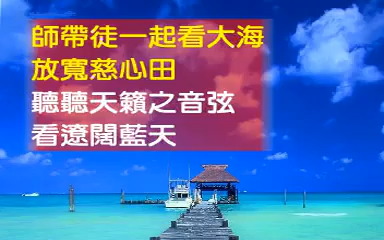 師帶徒一起看大海
放寬慈心田
聽聽天籟之音弦
看遼闊藍天